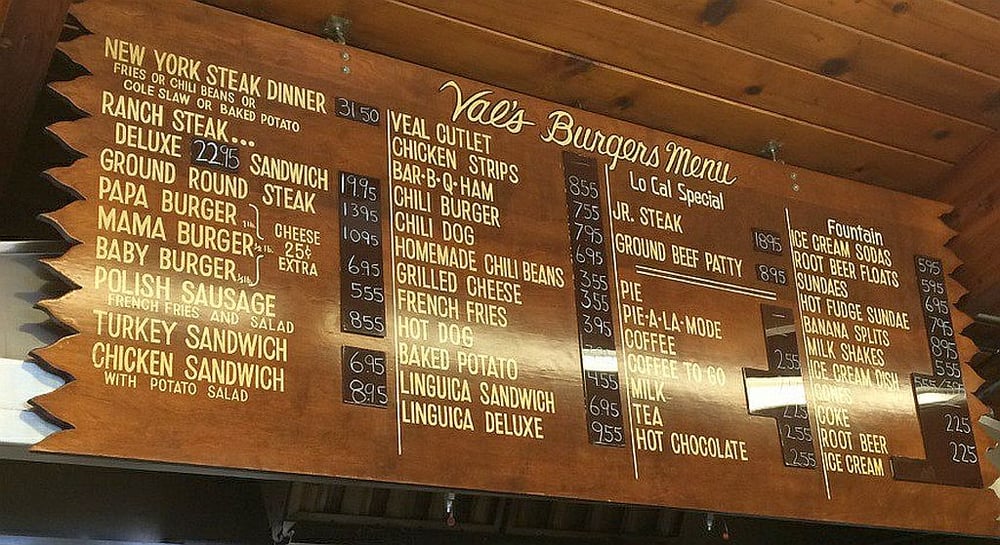 Val's Burgers Menu
NEW YORK STEAK DINNER 31 50
FRIES OR CHILI BEANS OR
COLE SLAW OR BAKED POTATO
RANCH STEAK...
DELUXE 22 95 SANDWICH 19 95
GROUND ROUND STEAK 13 95
PAPA BURGER 1 lb. 10 95
MAMA BURGER ½ lb. 6 95
BABY BURGER 5 55
CHEESE
25¢
EXTRA
POLISH SAUSAGE 8 55
FRENCH FRIES AND SALAD
TURKEY SANDWICH 6 95
CHICKEN SANDWICH 8 95
WITH POTATO SALAD
VEAL CUTLET 8 55
CHICKEN STRIPS 7 55
BAR·B·Q·HAM 7 95
CHILI BURGER 6 95
CHILI DOG 3 55
HOMEMADE CHILI BEANS 3 55
GRILLED CHEESE 3 95
FRENCH FRIES
HOT DOG
BAKED POTATO 4 55
LINGUICA SANDWICH 6 95
LINGUICA DELUXE 9 55
Lo Cal Special
JR. STEAK 18 95
GROUND BEEF PATTY 8 95
PIE
PIE-A-LA-MODE
COFFEE 2 55
COFFEE TO GO
MILK
TEA 2 55
HOT CHOCOLATE 2 55
Fountain
ICE CREAM SODAS 5 95
ROOT BEER FLOATS 5 95
SUNDAES 6 95
HOT FUDGE SUNDAE 7 95
BANANA SPLITS 8 95
MILK SHAKES 5 55
ICE CREAM DISH
CONES
COKE 2 25
ROOT BEER 2 25
ICE CREAM